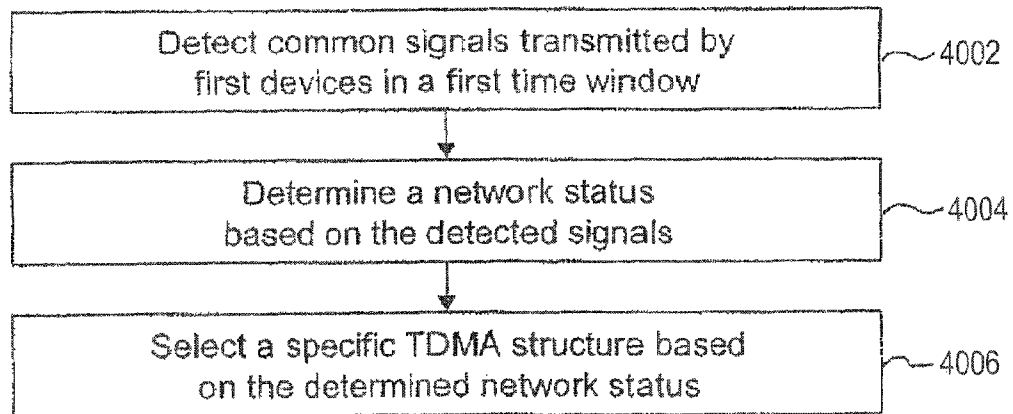 Detect common signals transmitted by
first devices in a first time window
4002
Determine a network status
based on the detected signals
4004
Select a specific TDMA structure based
on the determined network status
4006